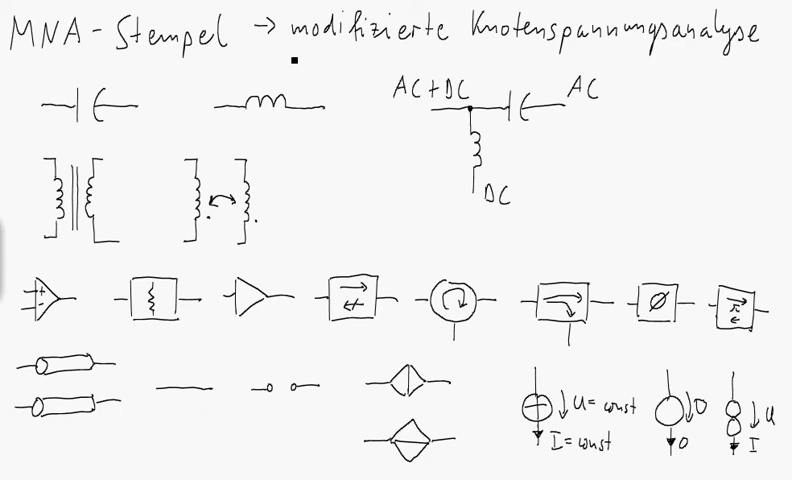 MNA - Stempel → modifizierte Knotenspannungsanalyse
AC+DC
AC
DC
+
-
Ø
π
U = const
I = const
0
0
U
I